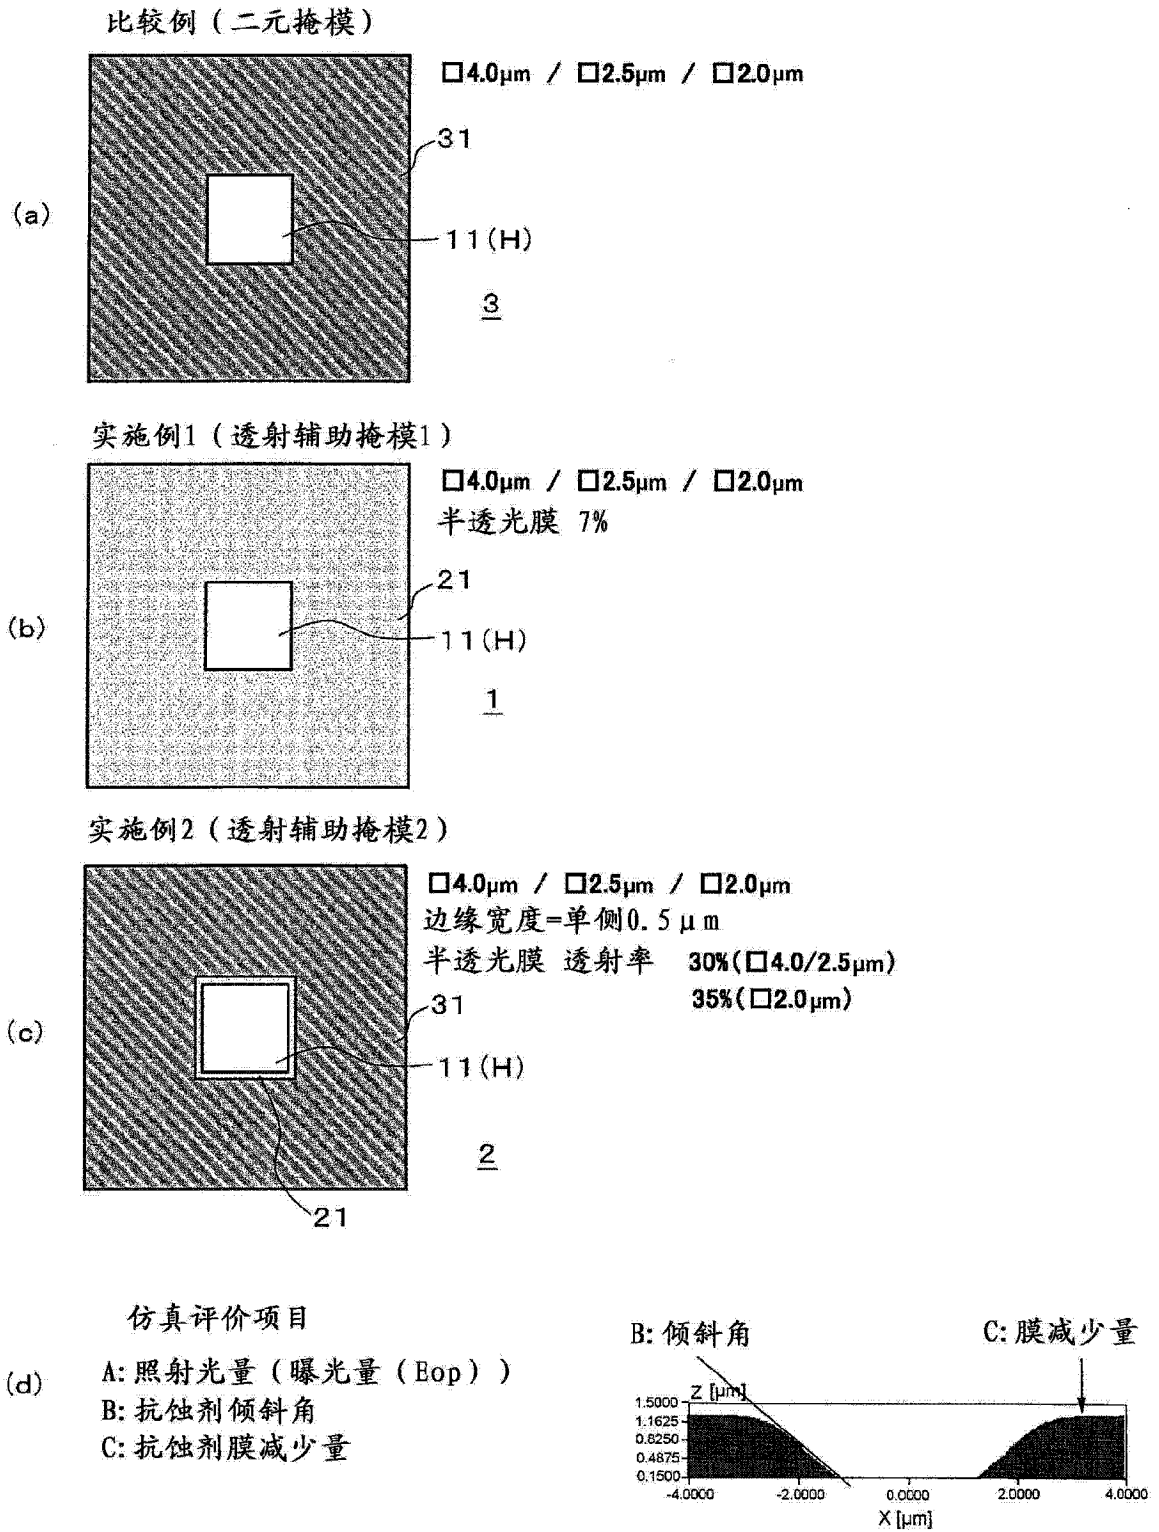 比较例（二元掩模）
□4.0μm / □2.5μm / □2.0μm
31
(a)
11(H)
3
实施例1（透射辅助掩模1）
□4.0μm / □2.5μm / □2.0μm
半透光膜 7%
21
(b)
11(H)
1
实施例2（透射辅助掩模2）
□4.0μm / □2.5μm / □2.0μm
边缘宽度=单侧0.5μm
半透光膜 透射率 30%(□4.0/2.5μm)
35%(□2.0μm)
31
(c)
11(H)
2
21
仿真评价项目
(d)
A:照射光量（曝光量（Eop））
B:抗蚀剂倾斜角
C:抗蚀剂膜减少量
B:倾斜角
C:膜减少量
Z [μm]
1.5000
1.1625
0.8250
0.4875
0.1500
-4.0000 -2.0000 0.0000 2.0000 4.0000
X [μm]